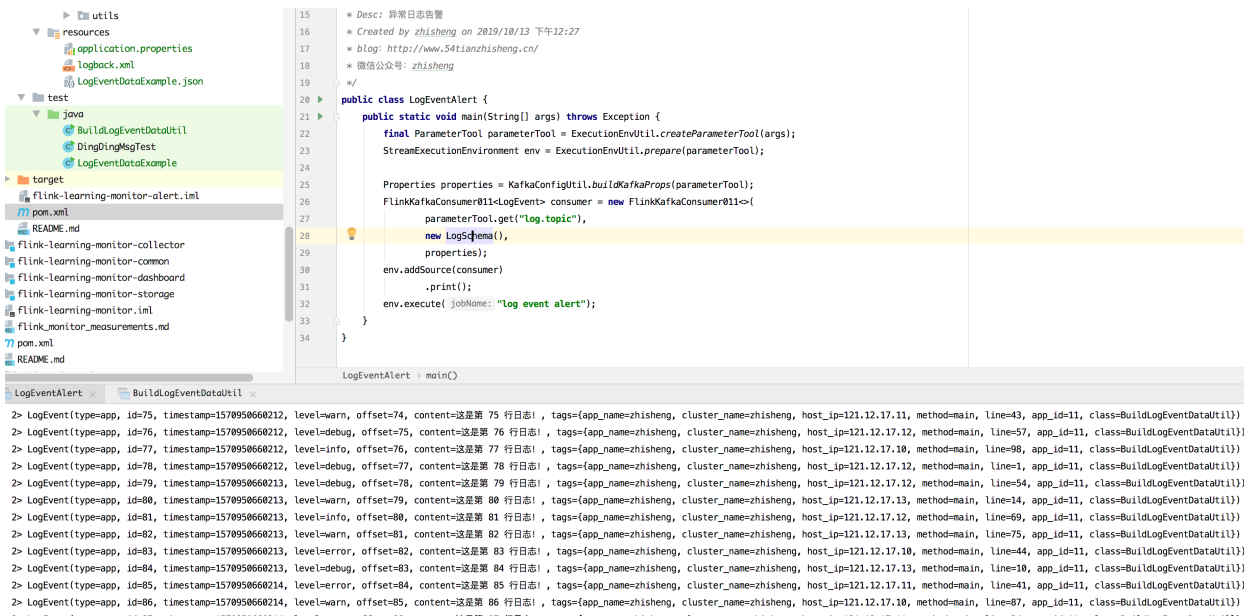 utils
resources
application.properties
logback.xml
LogEventDataExample.json
test
java
BuildLogEventDataUtil
DingDingMsgTest
LogEventDataExample
target
flink-learning-monitor-alert.iml
pom.xml
README.md
flink-learning-monitor-collector
flink-learning-monitor-common
flink-learning-monitor-dashboard
flink-learning-monitor-storage
flink-learning-monitor.iml
flink_monitor_measurements.md
pom.xml
README.md
15 * Desc: 异常日志告警
16 * Created by zhisheng on 2019/10/13 下午12:27
17 * blog: http://www.54tianzhisheng.cn/
18 * 微信公众号: zhisheng
19 */
20 public class LogEventAlert {
21 public static void main(String[] args) throws Exception {
22 final ParameterTool parameterTool = ExecutionEnvUtil.createParameterTool(args);
23 StreamExecutionEnvironment env = ExecutionEnvUtil.prepare(parameterTool);
24
25 Properties properties = KafkaConfigUtil.buildKafkaProps(parameterTool);
26 FlinkKafkaConsumer011<LogEvent> consumer = new FlinkKafkaConsumer011<>(
27 parameterTool.get("log.topic"),
28 new LogSchema(),
29 properties);
30 env.addSource(consumer)
31 .print();
32 env.execute( jobName: "log event alert");
33 }
34 }
LogEventAlert › main()
LogEventAlert × BuildLogEventDataUtil ×
2> LogEvent(type=app, id=75, timestamp=1570950660212, level=warn, offset=74, content=这是第 75 行日志!, tags={app_name=zhisheng, cluster_name=zhisheng, host_ip=121.12.17.11, method=main, line=43, app_id=11, class=BuildLogEventDataUtil})
2> LogEvent(type=app, id=76, timestamp=1570950660212, level=debug, offset=75, content=这是第 76 行日志!, tags={app_name=zhisheng, cluster_name=zhisheng, host_ip=121.12.17.12, method=main, line=57, app_id=11, class=BuildLogEventDataUtil})
2> LogEvent(type=app, id=77, timestamp=1570950660212, level=info, offset=76, content=这是第 77 行日志!, tags={app_name=zhisheng, cluster_name=zhisheng, host_ip=121.12.17.10, method=main, line=98, app_id=11, class=BuildLogEventDataUtil})
2> LogEvent(type=app, id=78, timestamp=1570950660212, level=debug, offset=77, content=这是第 78 行日志!, tags={app_name=zhisheng, cluster_name=zhisheng, host_ip=121.12.17.12, method=main, line=1, app_id=11, class=BuildLogEventDataUtil})
2> LogEvent(type=app, id=79, timestamp=1570950660213, level=debug, offset=78, content=这是第 79 行日志!, tags={app_name=zhisheng, cluster_name=zhisheng, host_ip=121.12.17.12, method=main, line=54, app_id=11, class=BuildLogEventDataUtil})
2> LogEvent(type=app, id=80, timestamp=1570950660213, level=warn, offset=79, content=这是第 80 行日志!, tags={app_name=zhisheng, cluster_name=zhisheng, host_ip=121.12.17.13, method=main, line=14, app_id=11, class=BuildLogEventDataUtil})
2> LogEvent(type=app, id=81, timestamp=1570950660213, level=info, offset=80, content=这是第 81 行日志!, tags={app_name=zhisheng, cluster_name=zhisheng, host_ip=121.12.17.12, method=main, line=69, app_id=11, class=BuildLogEventDataUtil})
2> LogEvent(type=app, id=82, timestamp=1570950660213, level=warn, offset=81, content=这是第 82 行日志!, tags={app_name=zhisheng, cluster_name=zhisheng, host_ip=121.12.17.13, method=main, line=75, app_id=11, class=BuildLogEventDataUtil})
2> LogEvent(type=app, id=83, timestamp=1570950660213, level=error, offset=82, content=这是第 83 行日志!, tags={app_name=zhisheng, cluster_name=zhisheng, host_ip=121.12.17.10, method=main, line=44, app_id=11, class=BuildLogEventDataUtil})
2> LogEvent(type=app, id=84, timestamp=1570950660213, level=debug, offset=83, content=这是第 84 行日志!, tags={app_name=zhisheng, cluster_name=zhisheng, host_ip=121.12.17.13, method=main, line=10, app_id=11, class=BuildLogEventDataUtil})
2> LogEvent(type=app, id=85, timestamp=1570950660214, level=error, offset=84, content=这是第 85 行日志!, tags={app_name=zhisheng, cluster_name=zhisheng, host_ip=121.12.17.11, method=main, line=41, app_id=11, class=BuildLogEventDataUtil})
2> LogEvent(type=app, id=86, timestamp=1570950660214, level=warn, offset=85, content=这是第 86 行日志!, tags={app_name=zhisheng, cluster_name=zhisheng, host_ip=121.12.17.10, method=main, line=87, app_id=11, class=BuildLogEventDataUtil})